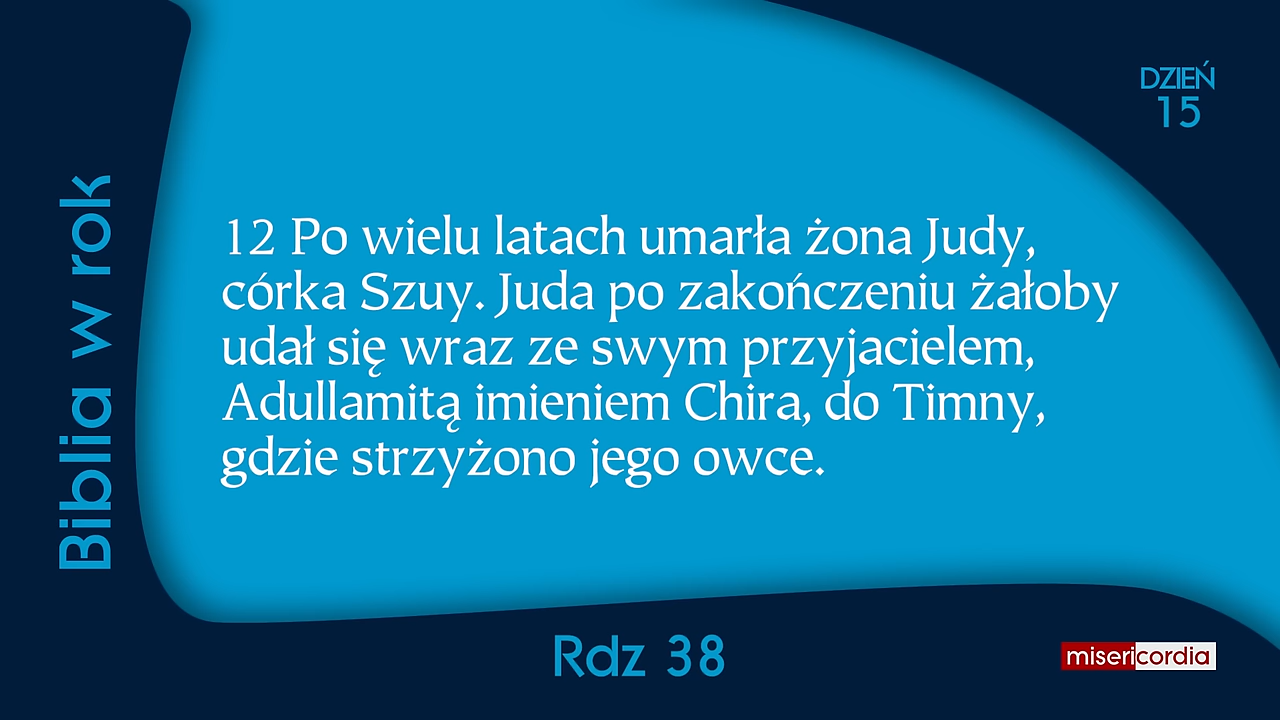 DZIEŃ
15
Biblia w rok
12 Po wielu latach umarła żona Judy,
córka Szuy. Juda po zakończeniu żałoby
udał się wraz ze swym przyjacielem,
Adullamitą imieniem Chira, do Timny,
gdzie strzyżono jego owce.
Rdz 38
misericordia